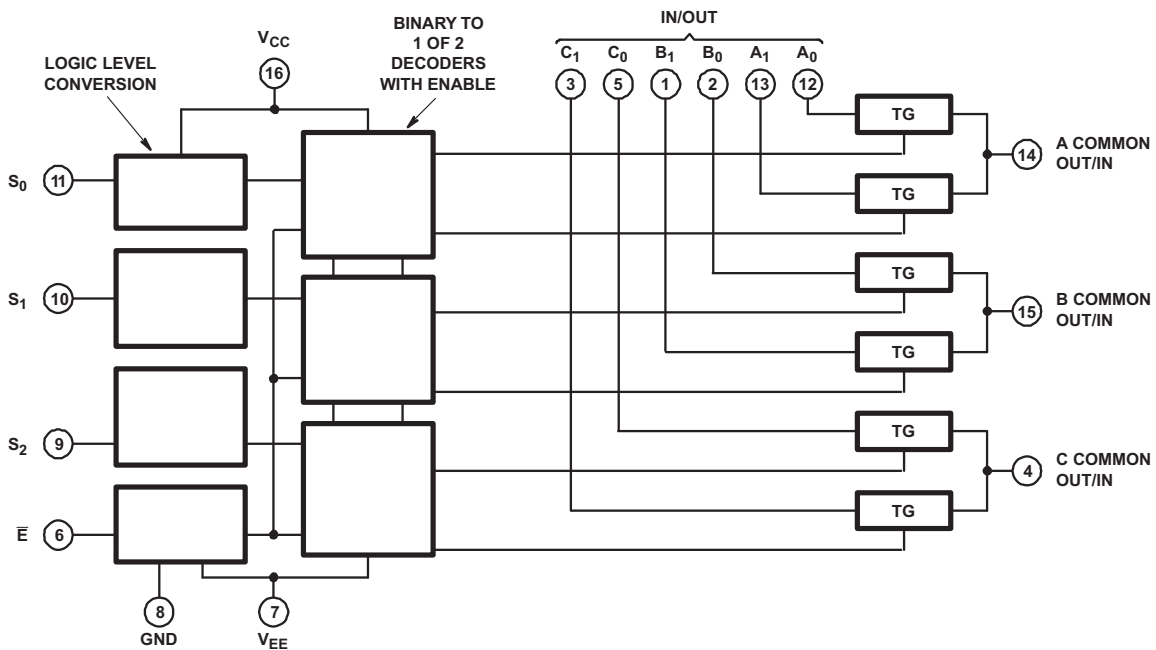 IN/OUT
BINARY TO
1 OF 2
DECODERS
WITH ENABLE
VCC
16
LOGIC LEVEL
CONVERSION
C1 C0 B1 B0 A1 A0
3 5 1 2 13 12
TG
A COMMON
OUT/IN
14
S0 11
TG
TG
B COMMON
OUT/IN
15
S1 10
TG
TG
C COMMON
OUT/IN
4
S2 9
TG
E̅ 6
8
GND
7
VEE